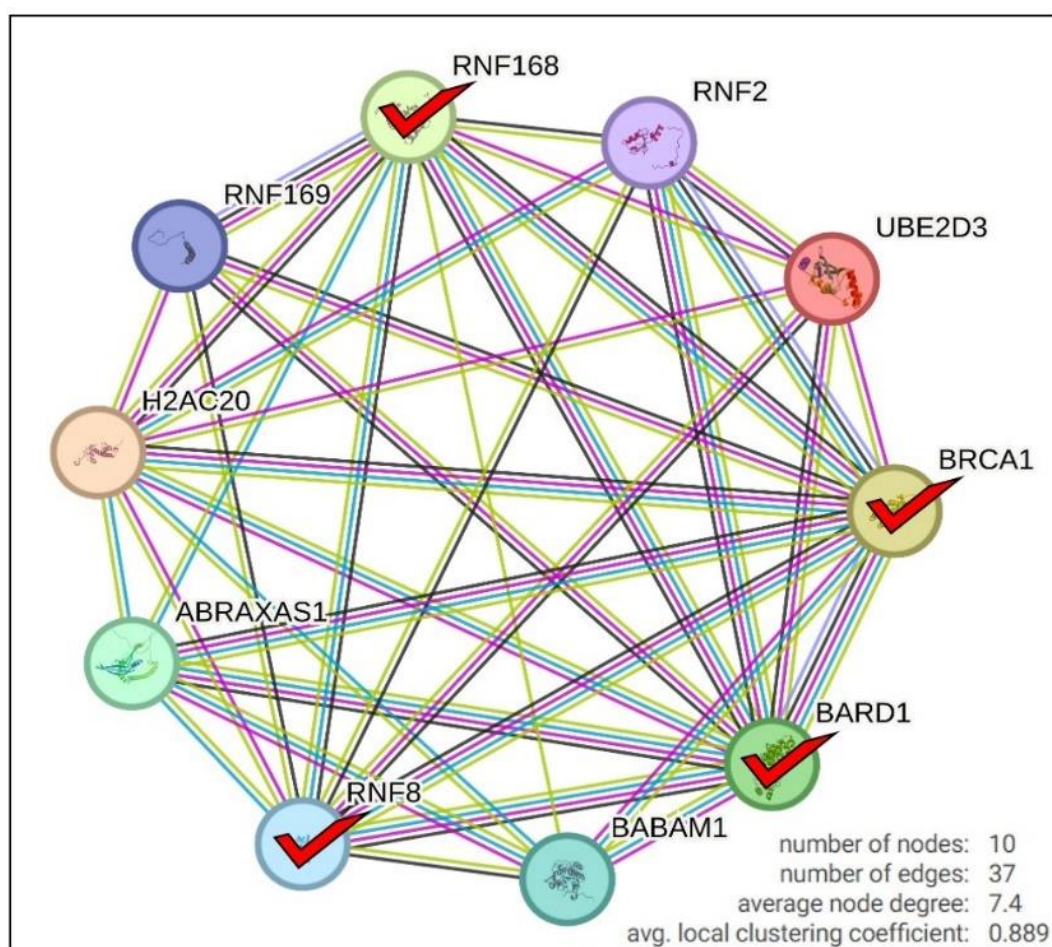 RNF168
RNF2
RNF169
UBE2D3
H2AC20
BRCA1
ABRAXAS1
BARD1
RNF8
BABAM1
number of nodes: 10
number of edges: 37
average node degree: 7.4
avg. local clustering coefficient: 0.889